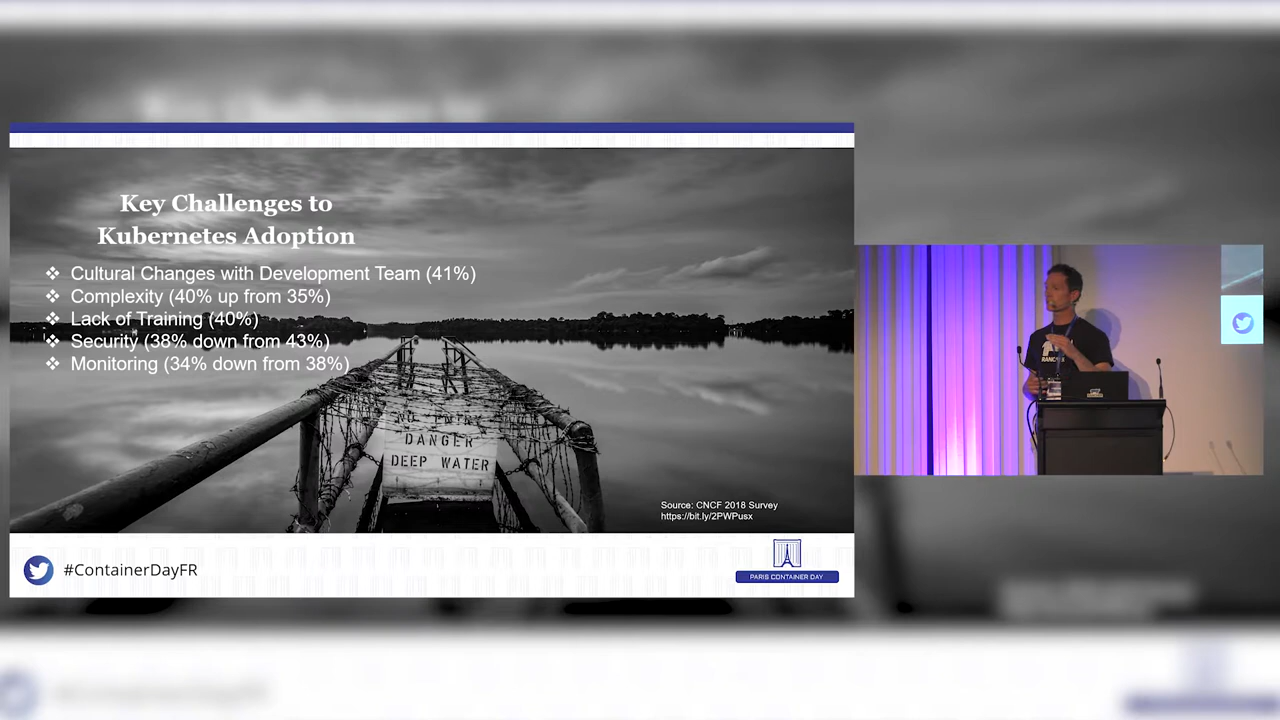 Key Challenges to
Kubernetes Adoption
❖ Cultural Changes with Development Team (41%)
❖ Complexity (40% up from 35%)
❖ Lack of Training (40%)
❖ Security (38% down from 43%)
❖ Monitoring (34% down from 38%)
DANGER
DEEP WATER
Source: CNCF 2018 Survey
https://bit.ly/2PWPusx
#ContainerDayFR
PARIS CONTAINER DAY